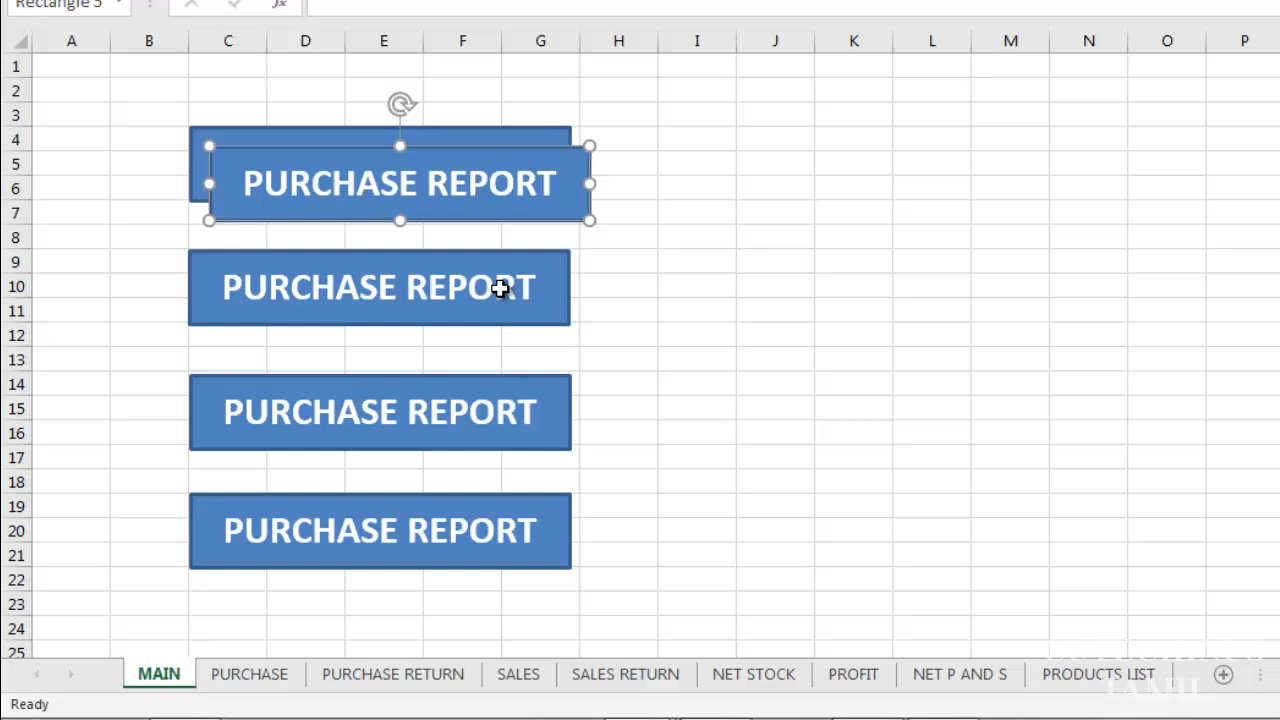 Rectangle 5
fx
A B C D E F G H I J K L M N O P
1
2
3
4
5
PURCHASE REPORT
6
7
8
9
10
PURCHASE REPORT
11
12
13
14
15
PURCHASE REPORT
16
17
18
19
20
PURCHASE REPORT
21
22
23
24
25
MAIN PURCHASE PURCHASE RETURN SALES SALES RETURN NET STOCK PROFIT NET P AND S PRODUCTS LIST
Ready